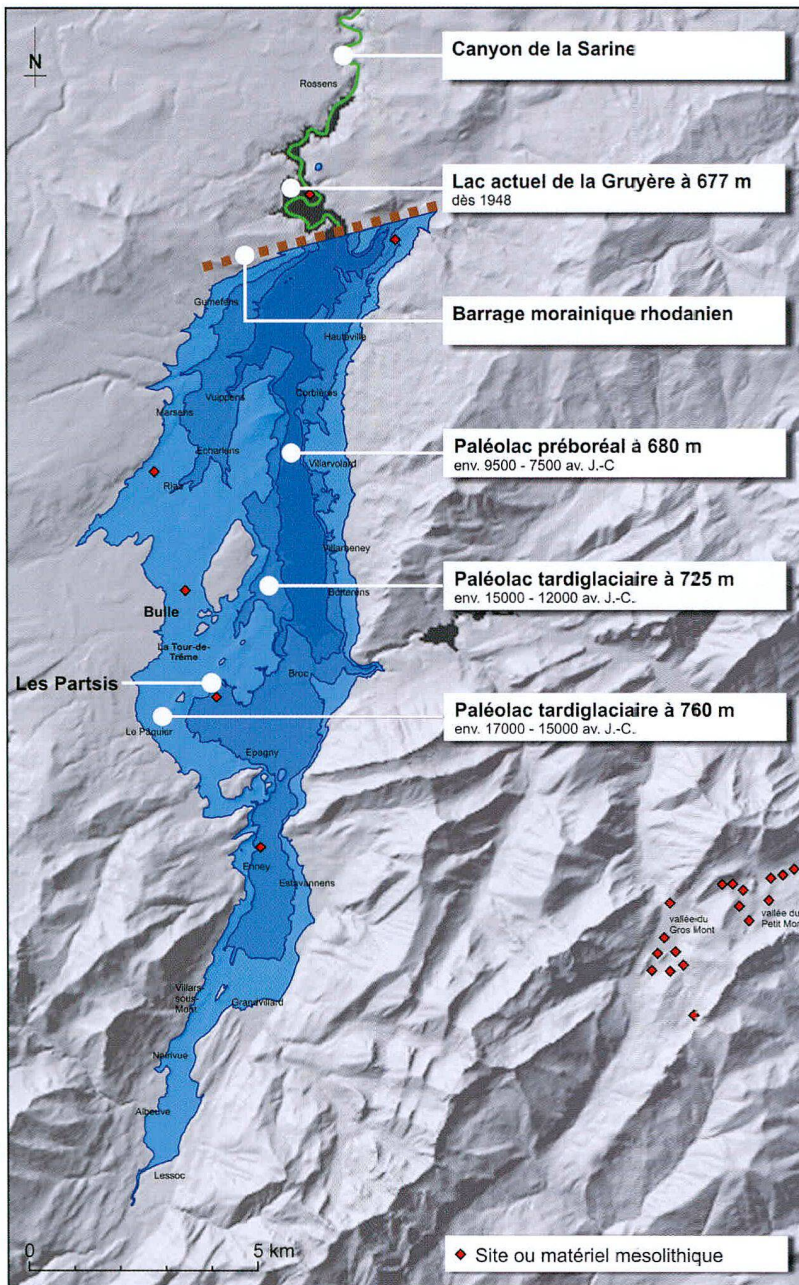 N
Canyon de la Sarine
Rossens
Lac actuel de la Gruyère à 677 m
dès 1948
Barrage morainique rhodanien
Gumefens
Hauteville
Marsens
Vuippens
Corbières
Echarlens
Paléolac préboréal à 680 m
env. 9500 - 7500 av. J.-C
Villarvolard
Riaz
Villarbeney
Botterens
Paléolac tardiglaciaire à 725 m
env. 15000 - 12000 av. J.-C.
Bulle
La Tour-de-
Trême
Broc
Les Partsis
Paléolac tardiglaciaire à 760 m
env. 17000 - 15000 av. J.-C.
Le Pâquier
Epagny
Enney
Estavannens
vallée du
Gros Mont
vallée du
Petit Mon
Villars-
sous-
Mont
Grandvillard
Neirivue
Albeuve
Lessoc
0
5 km
Site ou matériel mesolithique